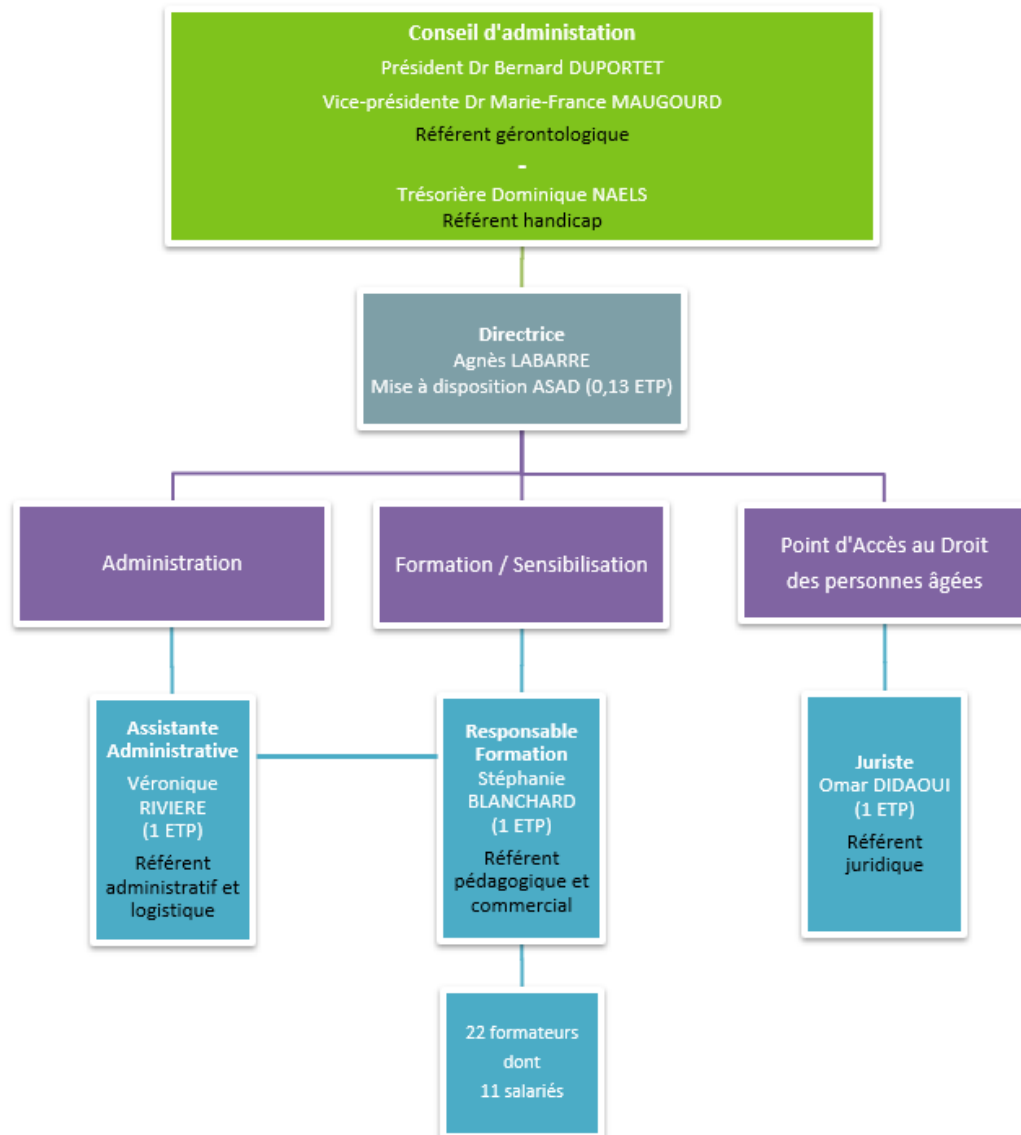 Conseil d'administation
Président Dr Bernard DUPORTET
Vice-présidente Dr Marie-France MAUGOURD
Référent gérontologique
-
Trésorière Dominique NAELS
Référent handicap
Directrice
Agnès LABARRE
Mise à disposition ASAD (0,13 ETP)
Administration
Formation / Sensibilisation
Point d'Accès au Droit
des personnes âgées
Assistante
Administrative
Véronique
RIVIERE
(1 ETP)
Référent
administratif et
logistique
Responsable
Formation
Stéphanie
BLANCHARD
(1 ETP)
Référent
pédagogique et
commercial
Juriste
Omar DIDAOUI
(1 ETP)
Référent
juridique
22 formateurs
dont
11 salariés